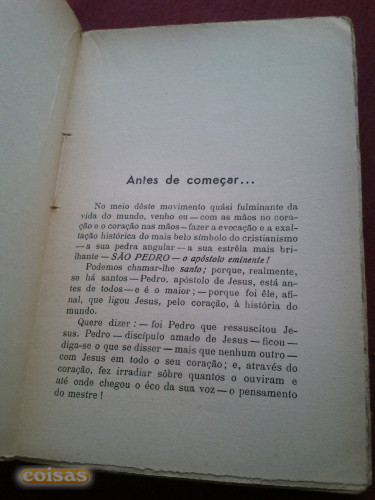 Antes de começar...
No meio dêste movimento quási fulminante da
vida do mundo, venho eu — com as mãos no cora-
ção e o coração nas mãos — fazer a evocação e a exal-
tação histórica do mais belo símbolo do cristianismo
— a sua pedra angular — a sua estrêla mais bri-
lhante — SÃO PEDRO — o apóstolo eminente!
Podemos chamar-lhe santo; porque, realmente,
se há santos — Pedro, apóstolo de Jesus, está an-
tes de todos — e é o maior; — porque foi êle, afi-
nal, que ligou Jesus, pelo coração, à história do
mundo.
Quere dizer: — foi Pedro que ressuscitou Je-
sus. Pedro — discípulo amado de Jesus — ficou —
diga-se o que se disser — mais que nenhum outro —
com Jesus em todo o seu coração; e, através do
coração, fez irradiar sôbre quantos o ouviram e
até onde chegou o éco da sua voz — o pensamento
do mestre!
coisas